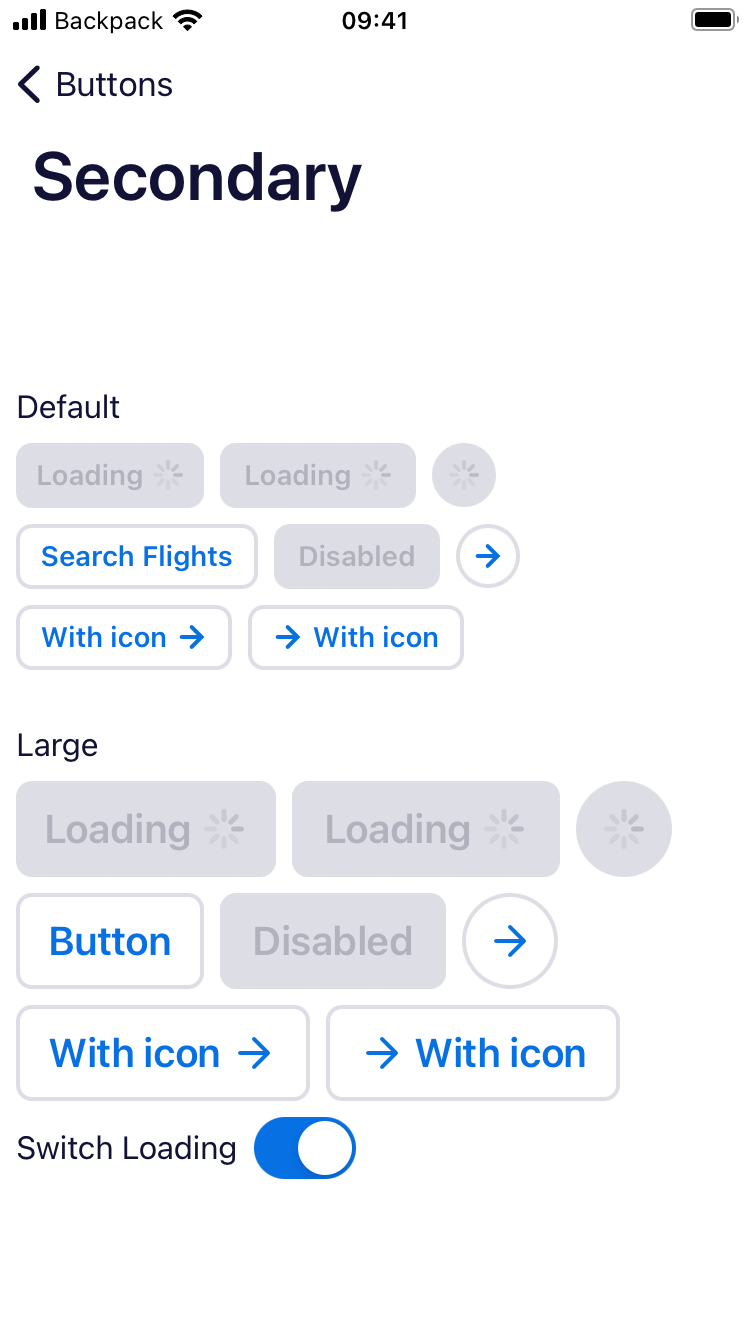 Backpack 09:41
Buttons
Secondary
Default
Loading Loading
Search Flights Disabled
With icon With icon
Large
Loading Loading
Button Disabled
With icon With icon
Switch Loading